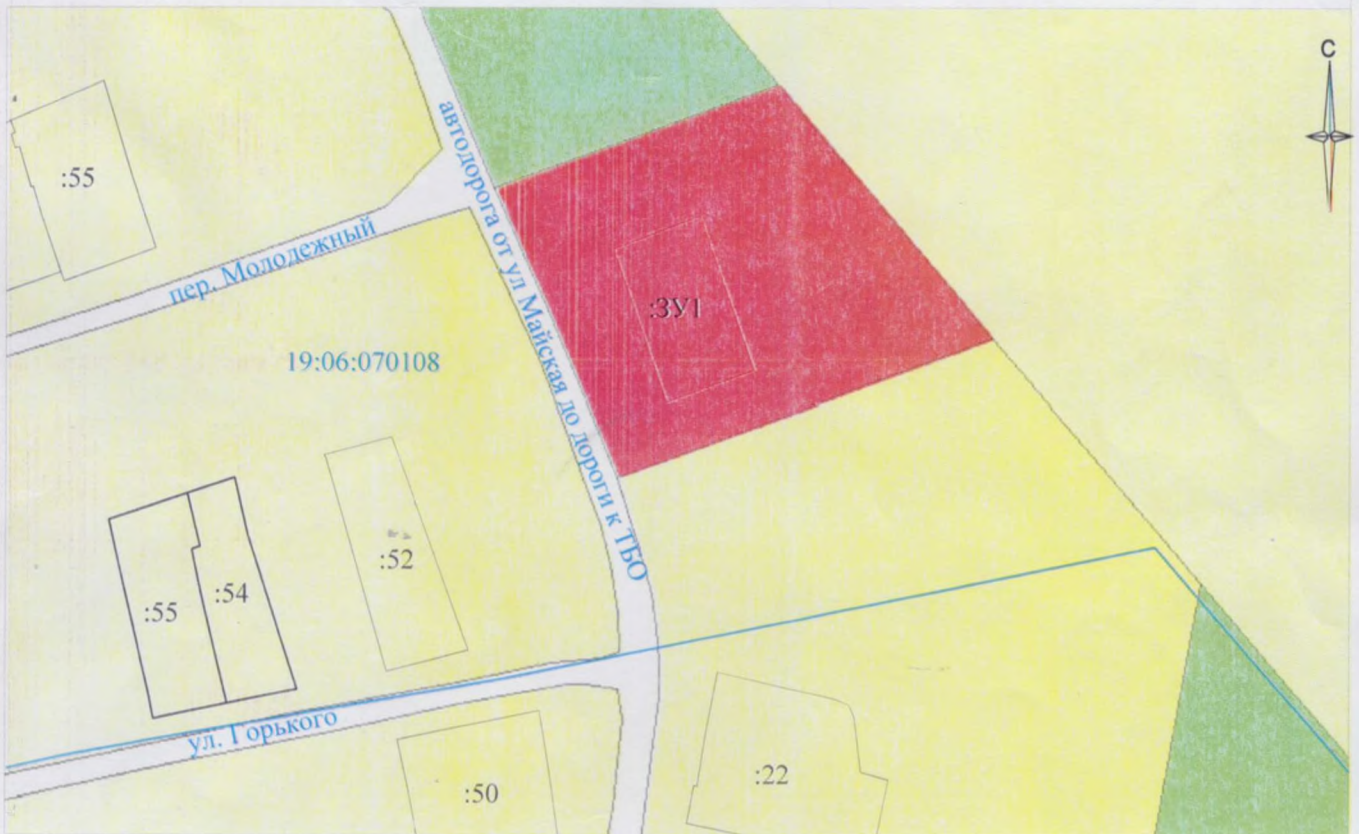 С
:55
автодорога от ул Майская до дороги к ТБО
пер. Молодежный
:ЗУ1
19:06:070108
:52
:54
:55
ул. Горького
:22
:50